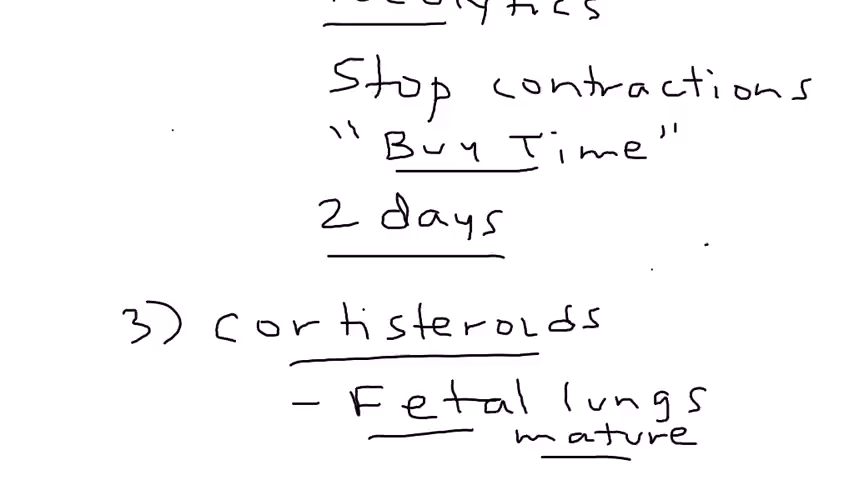 Stop contractions
"Buy Time"
2 days
3) cortisteroids
- Fetal lungs
mature